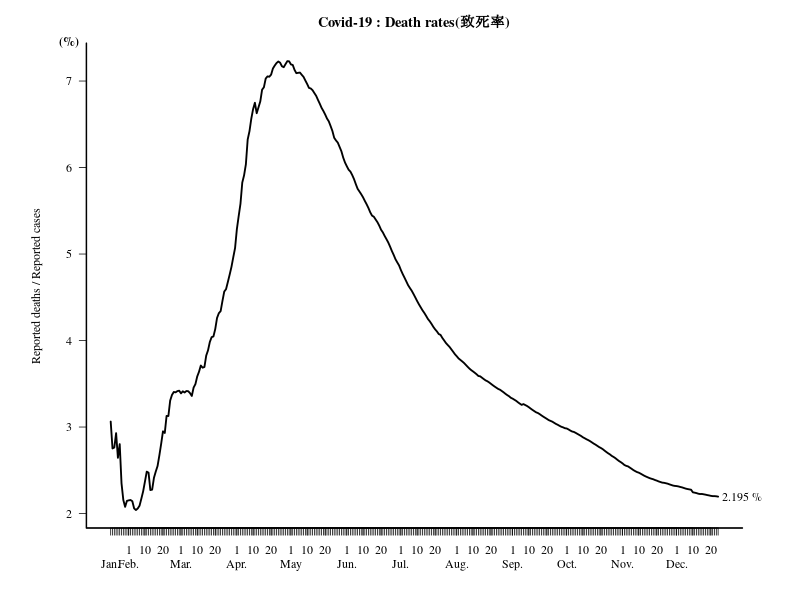 Covid-19 : Death rates(致死率)
(%)
7
6
5
4
3
2
Reported deaths / Reported cases
2.195 %
1 10 20 1 10 20 1 10 20 1 10 20 1 10 20 1 10 20 1 10 20 1 10 20 1 10 20 1 10 20 1 10 20
Jan. Feb. Mar. Apr. May Jun. Jul. Aug. Sep. Oct. Nov. Dec.